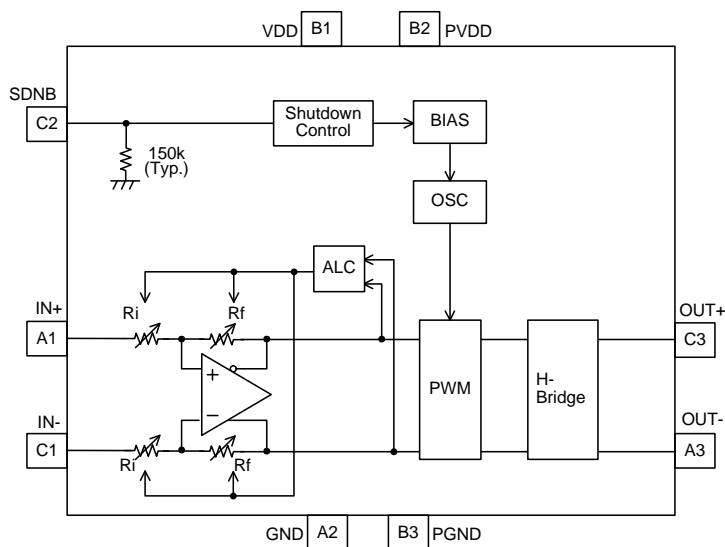 VDD B1 B2 PVDD
SDNB
C2
Shutdown
Control
BIAS
150k
(Typ.)
OSC
ALC
IN+
Ri
Rf
OUT+
A1
C3
+
PWM
H-
Bridge
IN-
−
OUT-
C1
A3
Ri
Rf
GND A2 B3 PGND